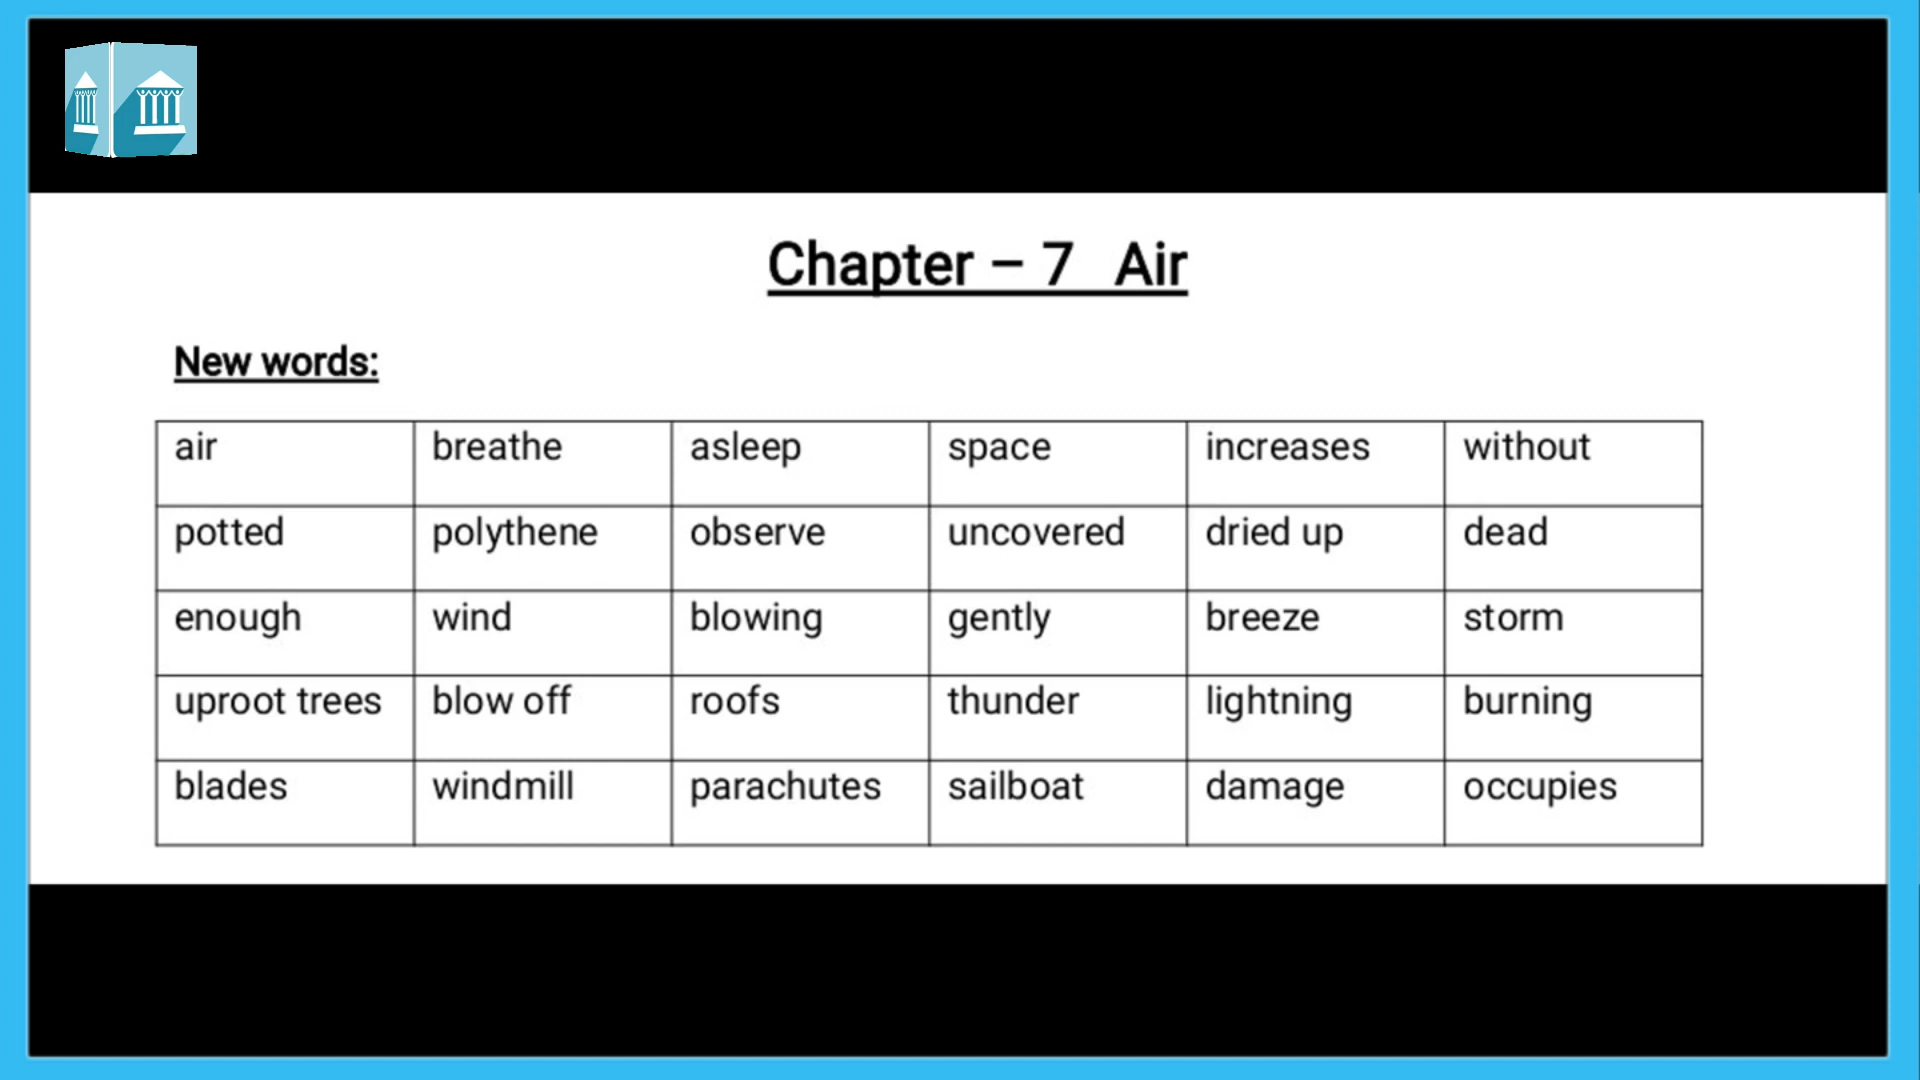 Chapter – 7 Air
New words:
air breathe asleep space increases without
potted polythene observe uncovered dried up dead
enough wind blowing gently breeze storm
uproot trees blow off roofs thunder lightning burning
blades windmill parachutes sailboat damage occupies